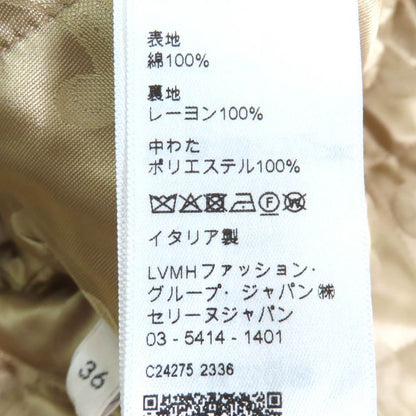 表地
綿100%
裏地
レーヨン100%
中わた
ポリエステル100%
イタリア製
LVMHファッション・
グループ・ジャパン㈱
セリーヌジャパン
03 - 5414 - 1401
C24275 2336
36